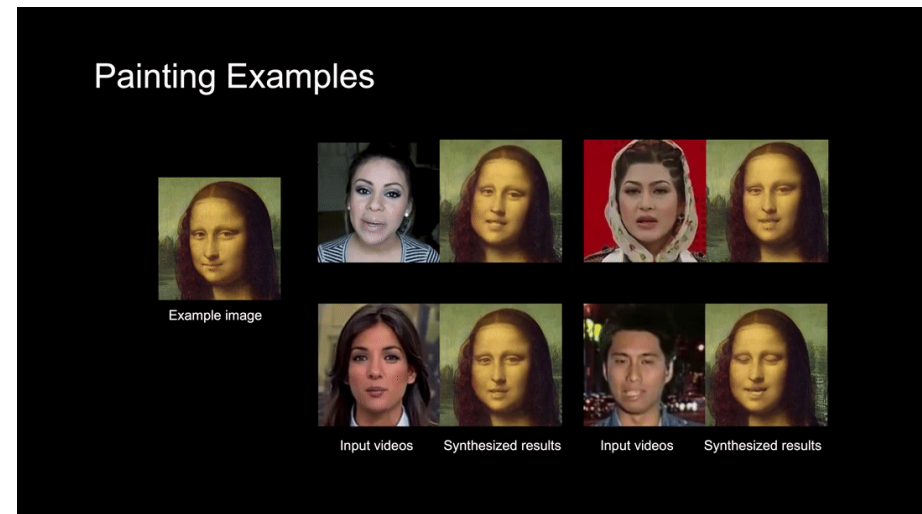 Painting Examples
Example image
Input videos
Synthesized results
Input videos
Synthesized results